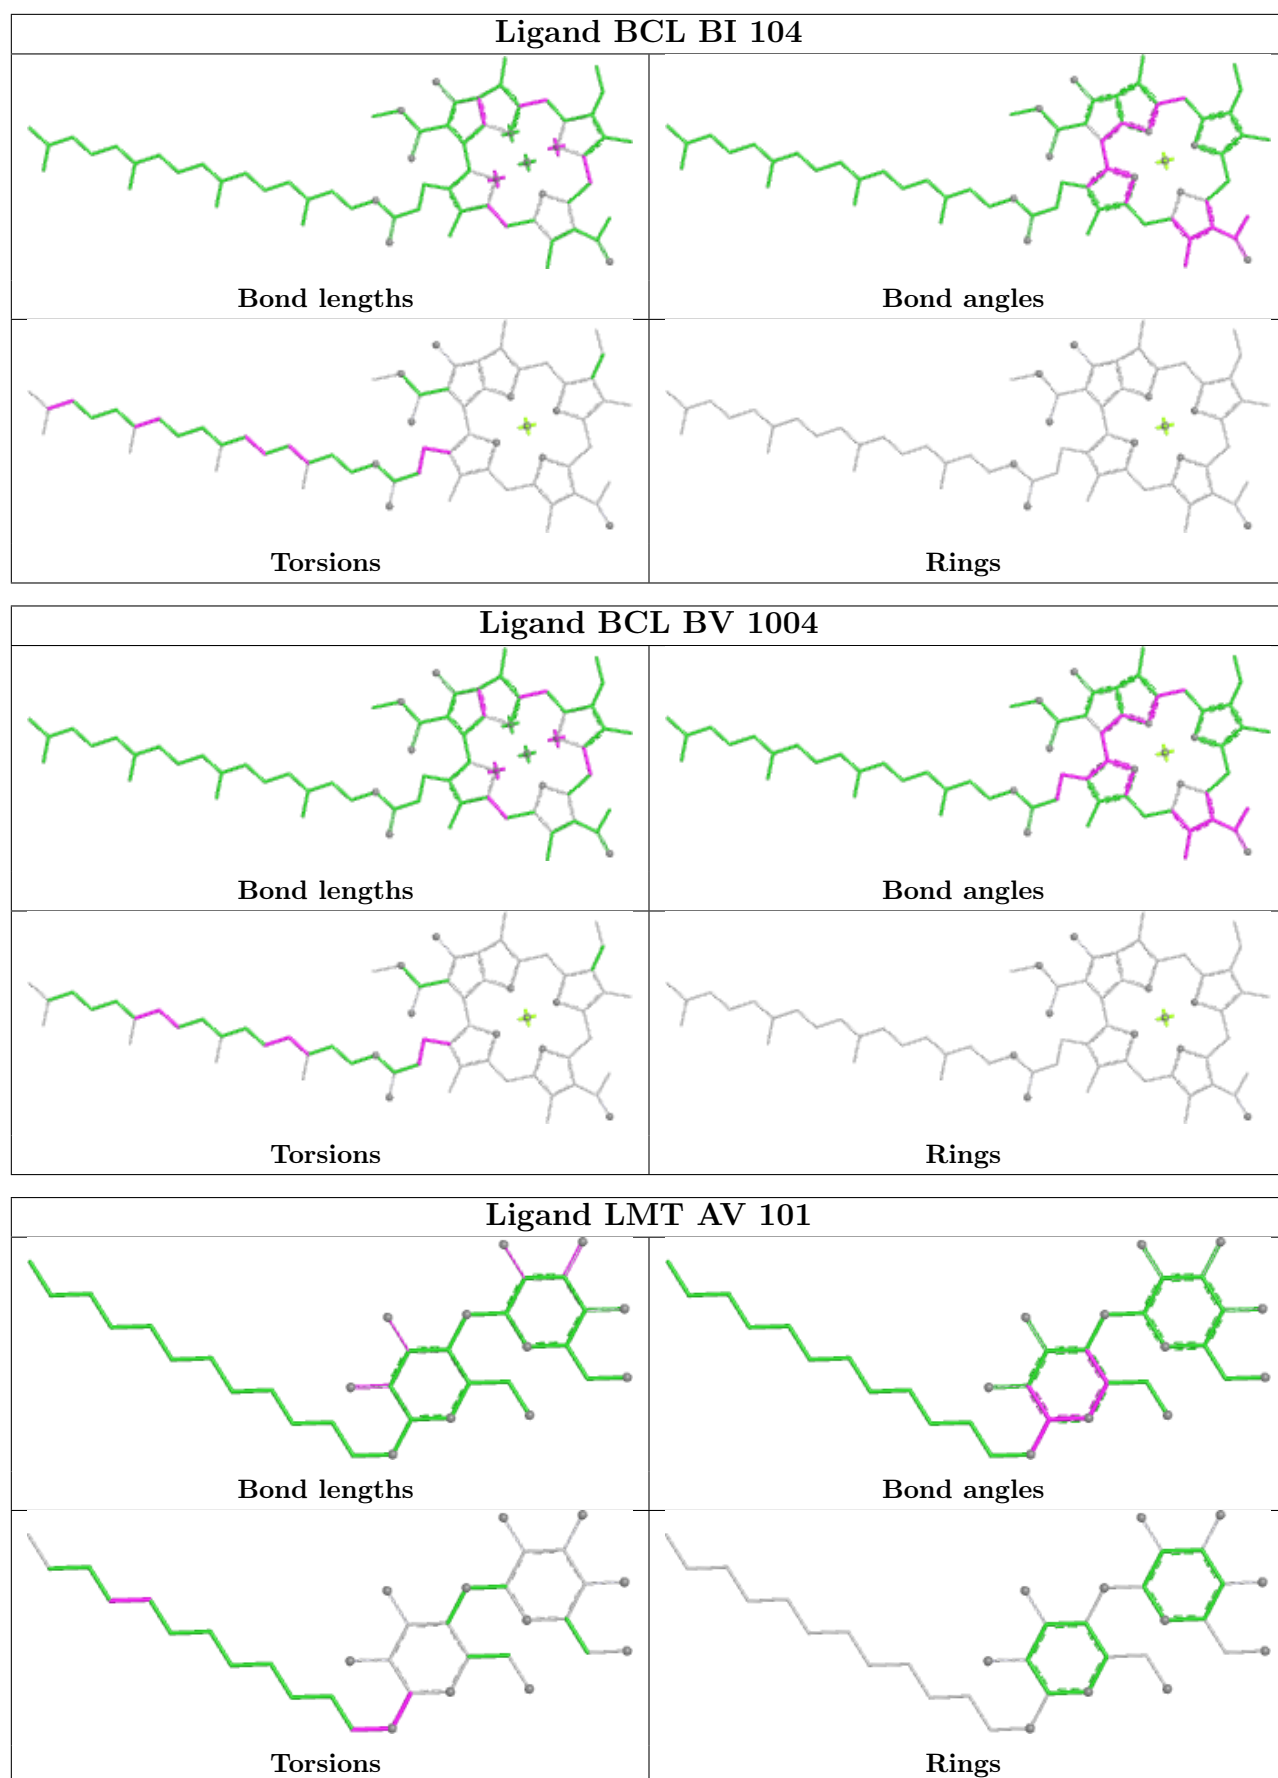 Ligand BCL BI 104
Bond lengths
Bond angles
Torsions
Rings
Ligand BCL BV 1004
Bond lengths
Bond angles
Torsions
Rings
Ligand LMT AV 101
Bond lengths
Bond angles
Torsions
Rings